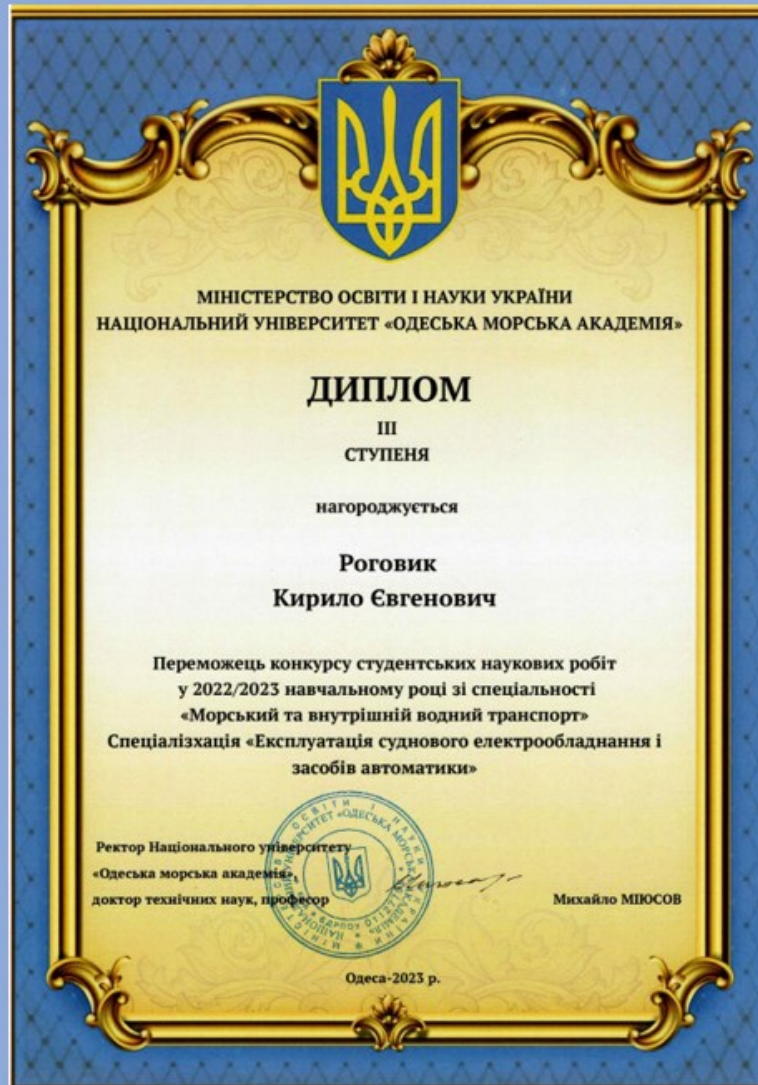 МІНІСТЕРСТВО ОСВІТИ І НАУКИ УКРАЇНИ
НАЦІОНАЛЬНИЙ УНІВЕРСИТЕТ «ОДЕСЬКА МОРСЬКА АКАДЕМІЯ»
ДИПЛОМ
III
СТУПЕНЯ
нагороджується
Роговик
Кирило Євгенович
Переможець конкурсу студентських наукових робіт
у 2022/2023 навчальному році зі спеціальності
«Морський та внутрішній водний транспорт»
Спеціалізхація «Експлуатація суднового електрообладнання і
засобів автоматики»
Ректор Національного університету
«Одеська морська академія»,
доктор технічних наук, професор
Михайло МІЮСОВ
Одеса-2023 р.